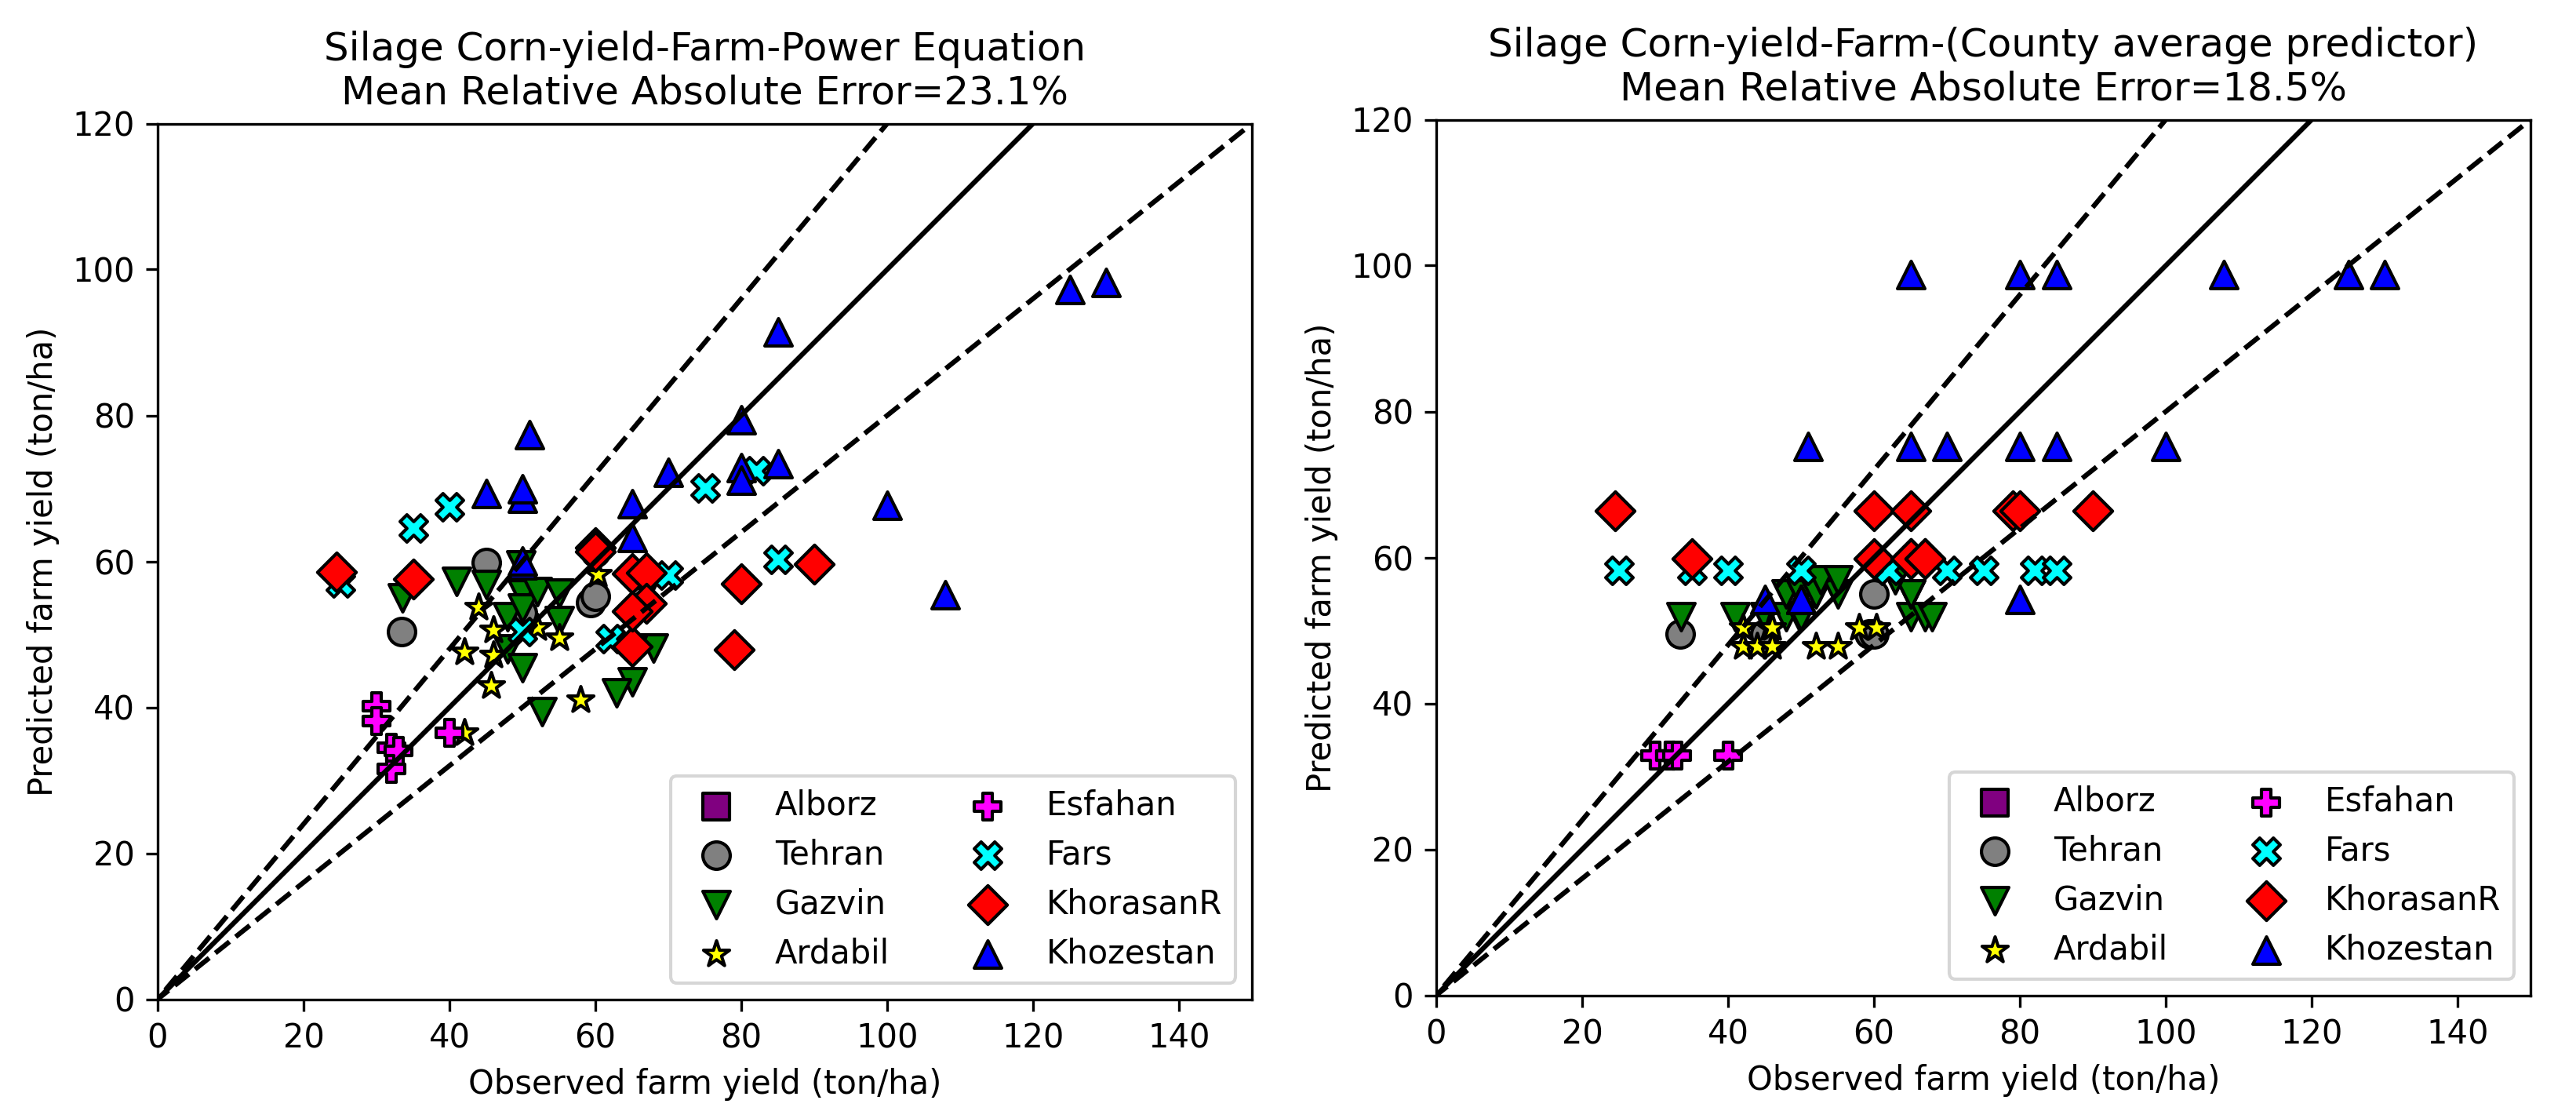 Silage Corn-yield-Farm-Power Equation
Mean Relative Absolute Error=23.1%
120
100
80
60
40
20
0
Predicted farm yield (ton/ha)
Alborz
Tehran
Gazvin
Ardabil
Esfahan
Fars
KhorasanR
Khozestan
0 20 40 60 80 100 120 140
Observed farm yield (ton/ha)
Silage Corn-yield-Farm-(County average predictor)
Mean Relative Absolute Error=18.5%
120
100
80
60
40
20
0
Predicted farm yield (ton/ha)
Alborz
Tehran
Gazvin
Ardabil
Esfahan
Fars
KhorasanR
Khozestan
0 20 40 60 80 100 120 140
Observed farm yield (ton/ha)